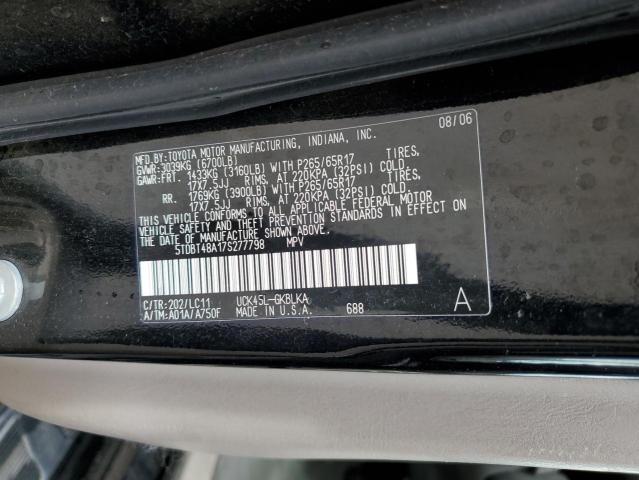 MFD.BY:TOYOTA MOTOR MANUFACTURING, INDIANA, INC. 08/06
GVWR:3039KG (6700LB)
GAWR:FRT. 1433KG (3160LB) WITH P265/65R17 TIRES,
17X7.5JJ RIMS, AT 220KPA (32PSI) COLD.
RR. 1769KG (3900LB) WITH P265/65R17 TIRES,
17X7.5JJ RIMS, AT 220KPA (32PSI) COLD.
THIS VEHICLE CONFORMS TO ALL APPLICABLE FEDERAL MOTOR
VEHICLE SAFETY AND THEFT PREVENTION STANDARDS IN EFFECT ON
THE DATE OF MANUFACTURE SHOWN ABOVE.
5TDBT48A17S277798 MPV
C/TR:202/LC11 UCK45L-GKBLKA
A/TM:A01A/A750F MADE IN U.S.A. 688 A